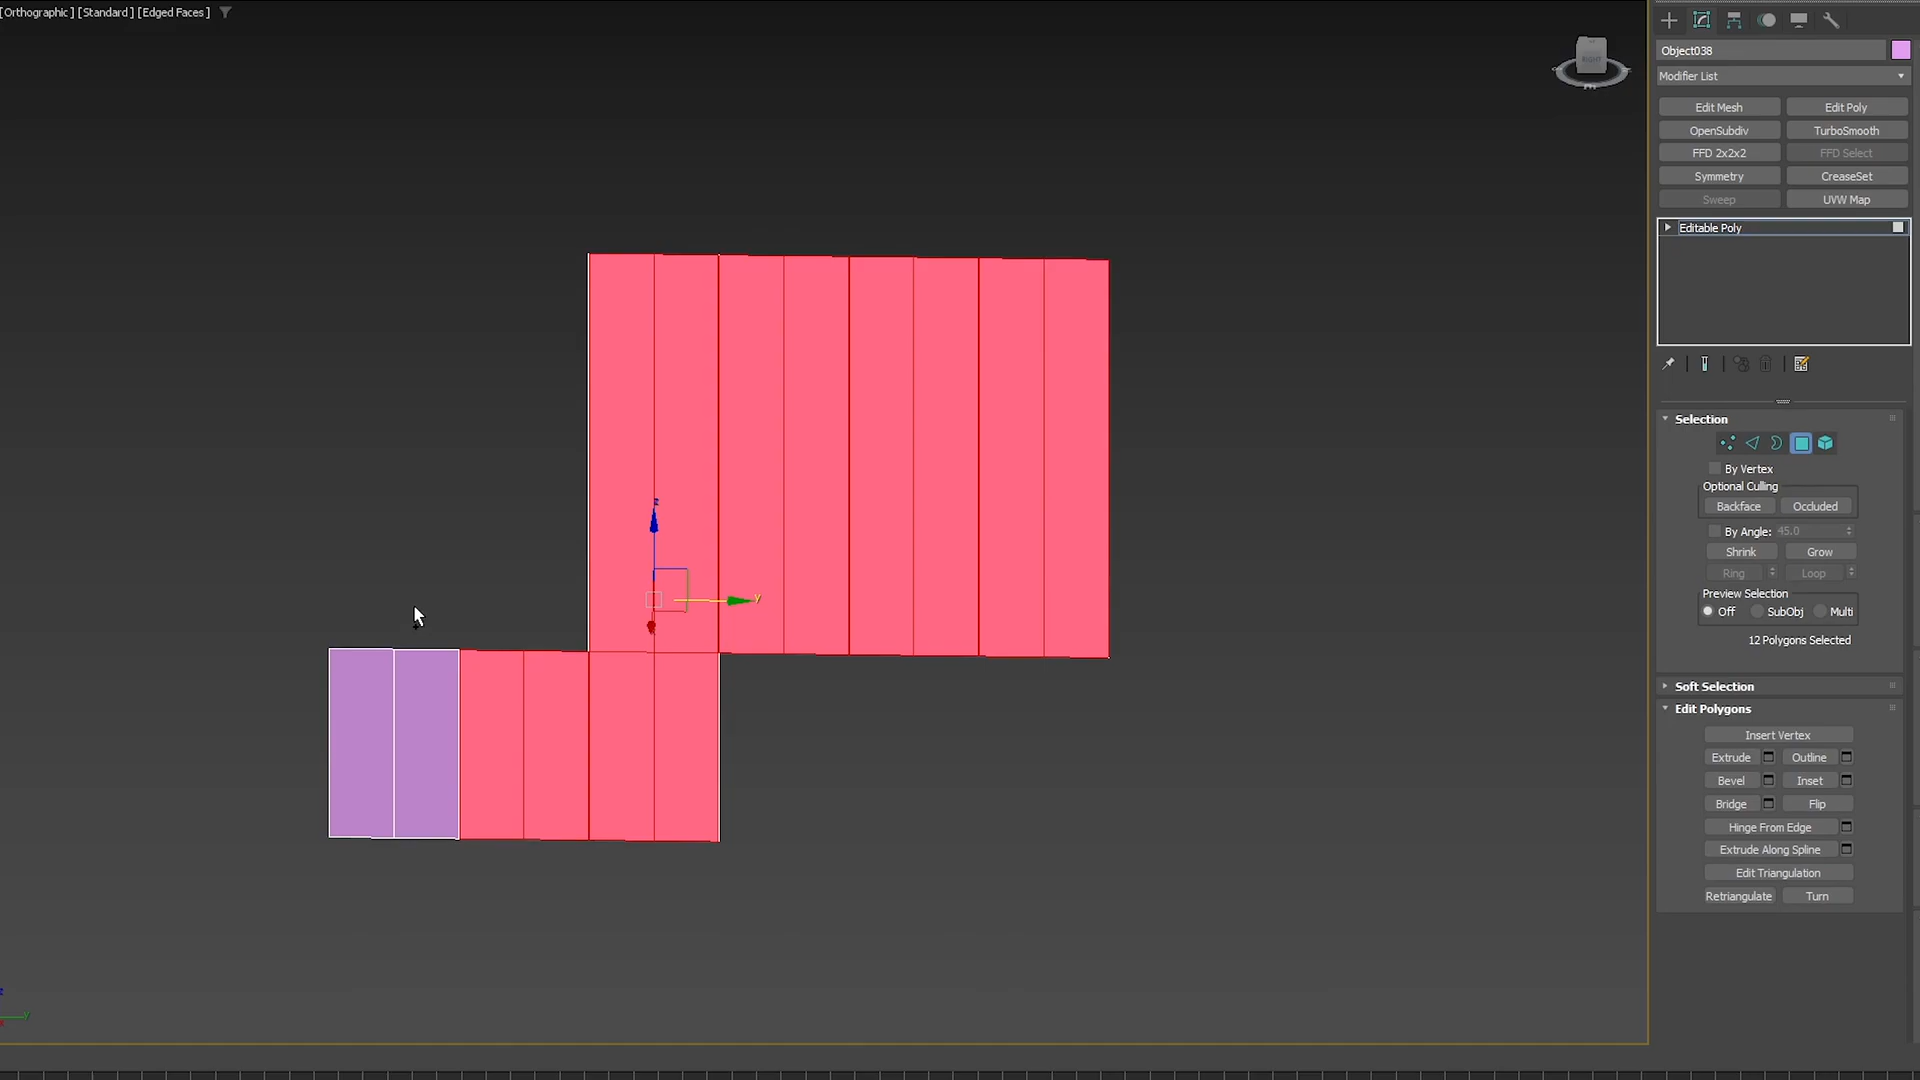 [Orthographic ] [Standard ] [Edged Faces ]
RIGHT
Object038
Modifier List
Edit Mesh
Edit Poly
OpenSubdiv
TurboSmooth
FFD 2x2x2
FFD Select
Symmetry
CreaseSet
Sweep
UVW Map
Editable Poly
Selection
By Vertex
Optional Culling
Backface
Occluded
By Angle: 45.0
Shrink
Grow
Ring
Loop
Preview Selection
Off
SubObj
Multi
12 Polygons Selected
Soft Selection
Edit Polygons
Insert Vertex
Extrude
Outline
Bevel
Inset
Bridge
Flip
Hinge From Edge
Extrude Along Spline
Edit Triangulation
Retriangulate
Turn
z
y
z
y